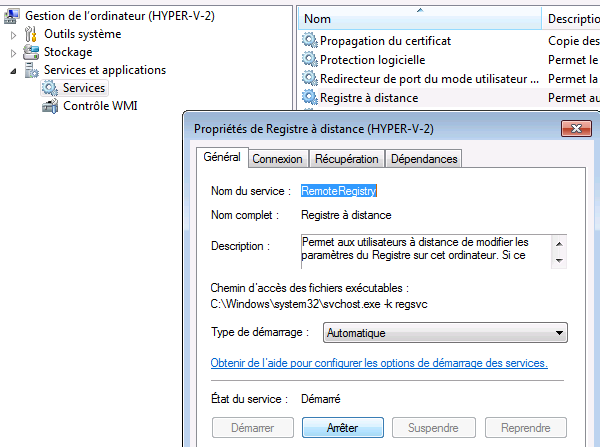 Gestion de l'ordinateur (HYPER-V-2)
Outils système
Stockage
Services et applications
Services
Contrôle WMI
Nom
Descriptio
Propagation du certificat
Copie des
Protection logicielle
Permet le
Redirecteur de port du mode utilisateur ...
Permet la
Registre à distance
Permet au
Propriétés de Registre à distance (HYPER-V-2)
Général
Connexion
Récupération
Dépendances
Nom du service :
RemoteRegistry
Nom complet :
Registre à distance
Description :
Permet aux utilisateurs à distance de modifier les
paramètres du Registre sur cet ordinateur. Si ce
Chemin d'accès des fichiers exécutables :
C:\Windows\system32\svchost.exe -k regsvc
Type de démarrage :
Automatique
Obtenir de l'aide pour configurer les options de démarrage des services.
État du service :
Démarré
Démarrer
Arrêter
Suspendre
Reprendre